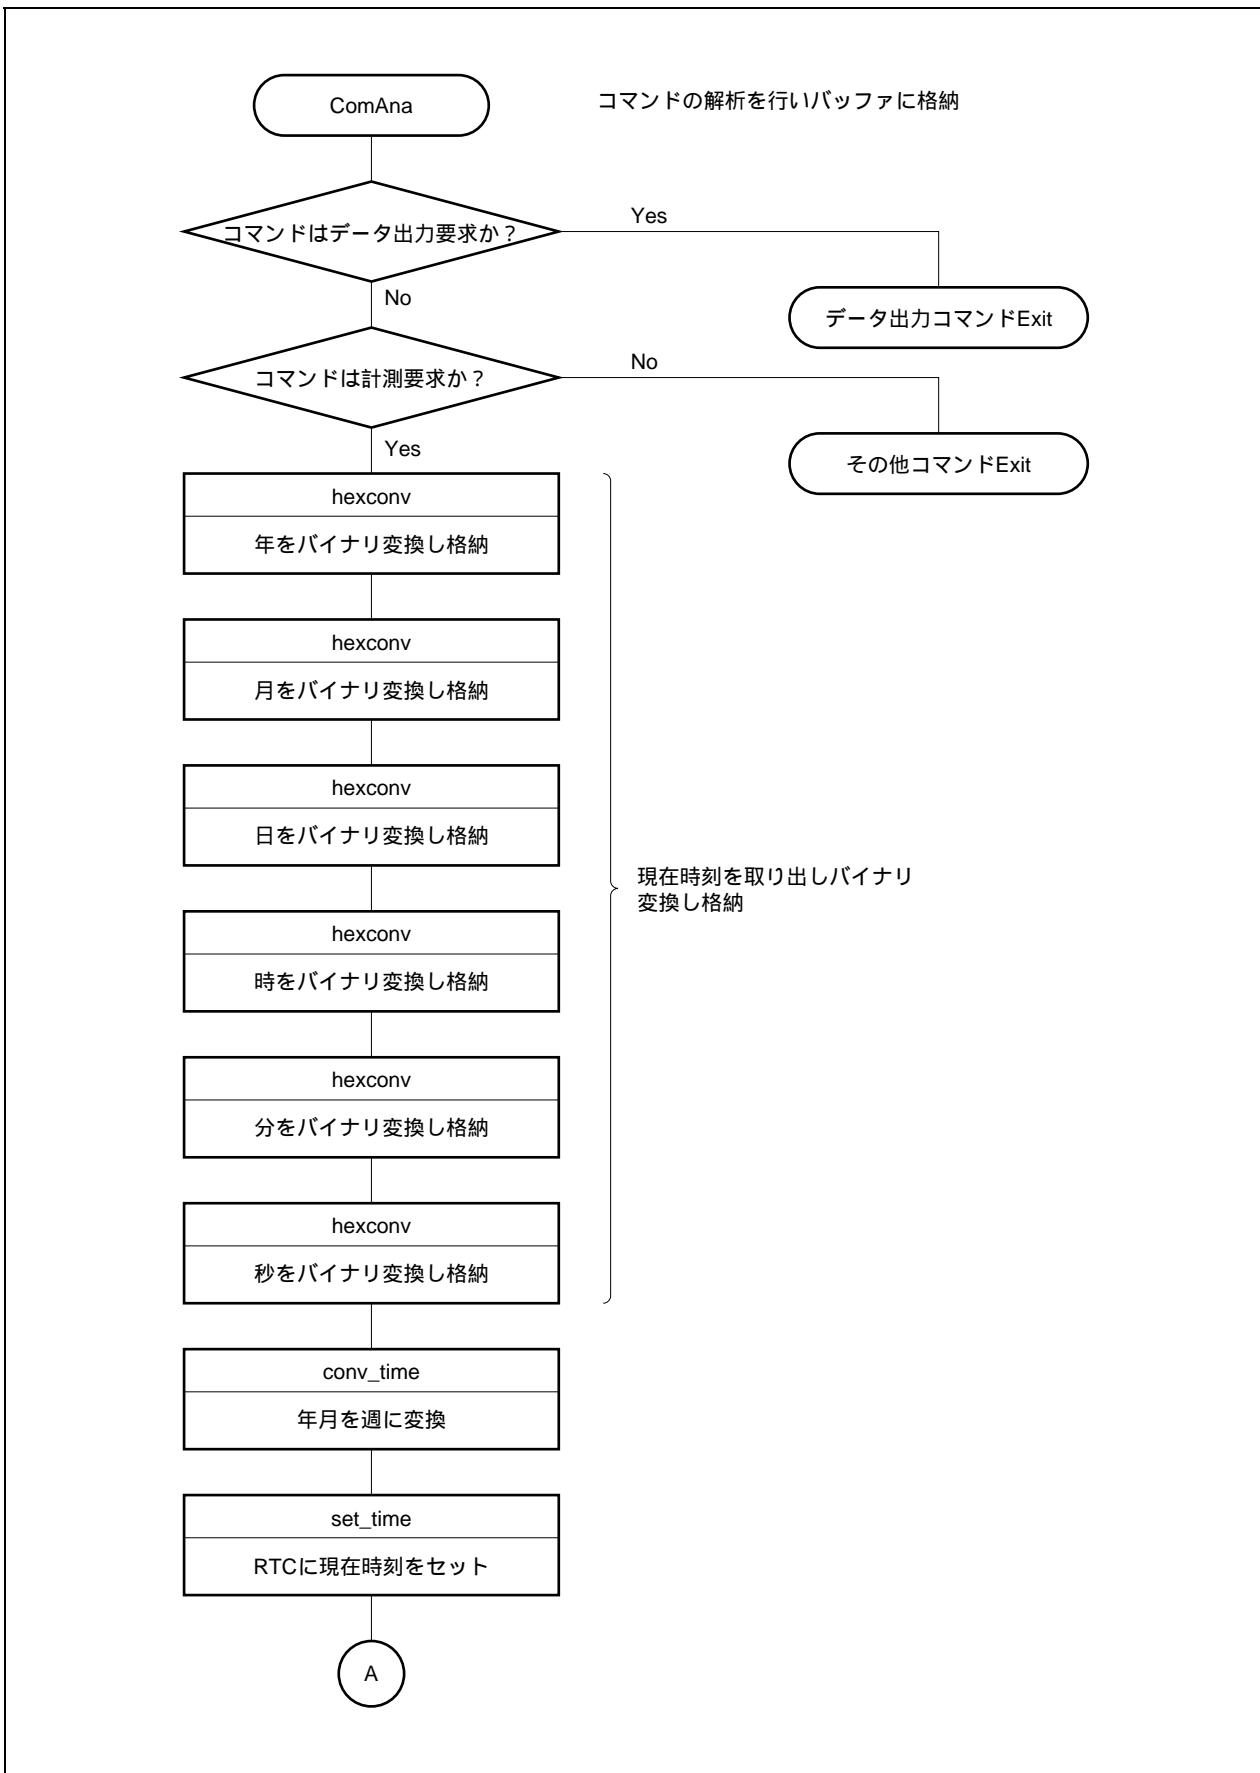 ComAna
コマンドの解析を行いバッファに格納
コマンドはデータ出力要求か？
Yes
No
データ出力コマンドExit
コマンドは計測要求か？
No
Yes
その他コマンドExit
hexconv
年をバイナリ変換し格納
hexconv
月をバイナリ変換し格納
hexconv
日をバイナリ変換し格納
現在時刻を取り出しバイナリ
変換し格納
hexconv
時をバイナリ変換し格納
hexconv
分をバイナリ変換し格納
hexconv
秒をバイナリ変換し格納
conv_time
年月を週に変換
set_time
RTCに現在時刻をセット
A